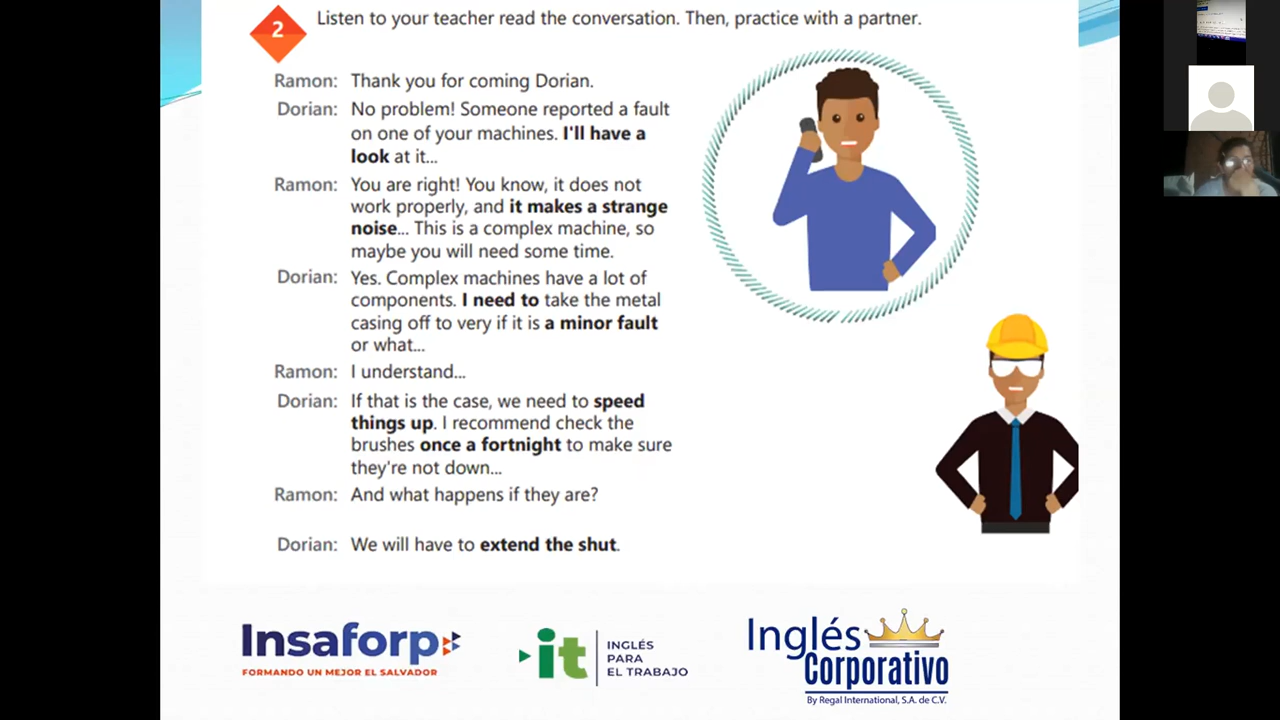 2
Listen to your teacher read the conversation. Then, practice with a partner.
Ramon: Thank you for coming Dorian.
Dorian: No problem! Someone reported a fault
on one of your machines. I'll have a
look at it...
Ramon: You are right! You know, it does not
work properly, and it makes a strange
noise... This is a complex machine, so
maybe you will need some time.
Dorian: Yes. Complex machines have a lot of
components. I need to take the metal
casing off to very if it is a minor fault
or what...
Ramon: I understand...
Dorian: If that is the case, we need to speed
things up. I recommend check the
brushes once a fortnight to make sure
they're not down...
Ramon: And what happens if they are?
Dorian: We will have to extend the shut.
Insaforp
FORMANDO UN MEJOR EL SALVADOR
it
INGLÉS
PARA
EL TRABAJO
Inglés
Corporativo
By Regal International, S.A. de C.V.